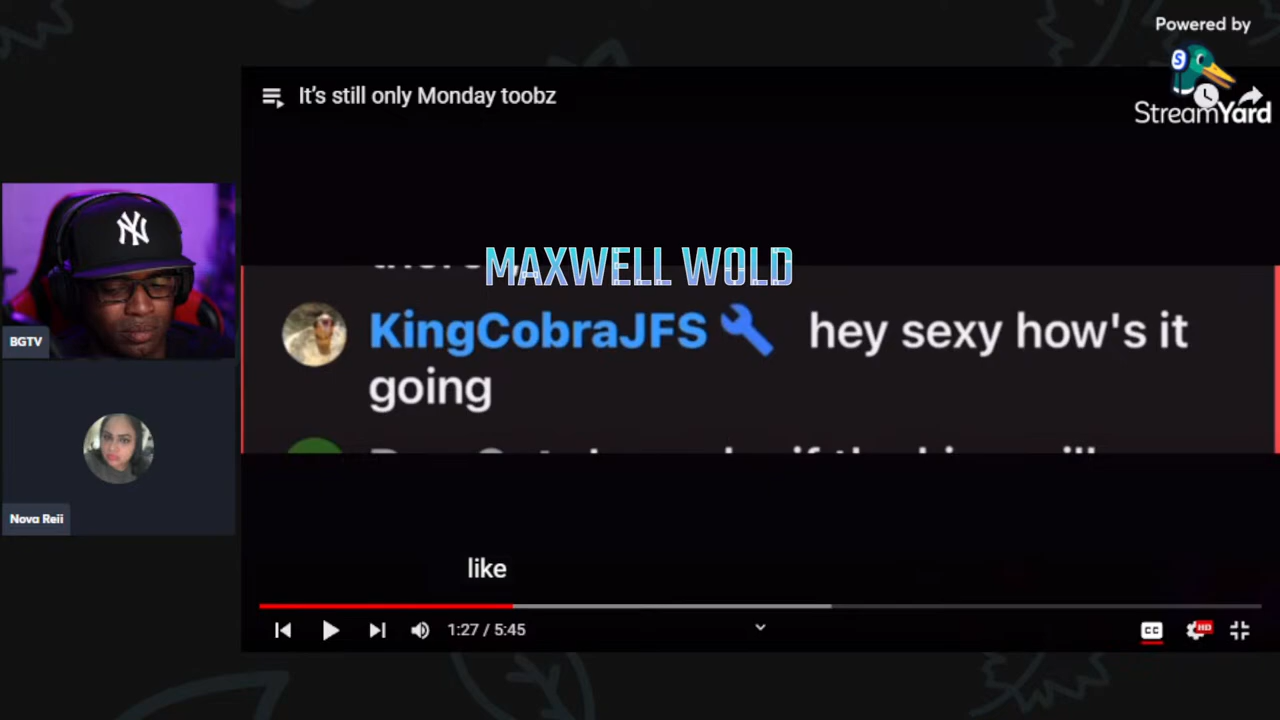 Powered by
StreamYard
It's still only Monday toobz
MAXWELL WOLD
KingCobraJFS hey sexy how's it
going
BGTV
Nova Reii
like
1:27 / 5:45
CC
HD